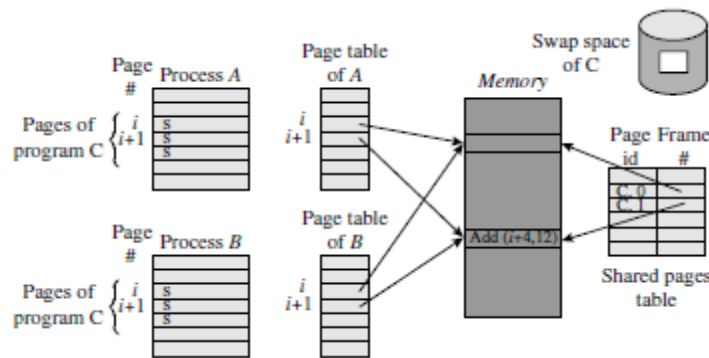 Swap space
of C
Page
#
Process A
Page table
of A
Memory
Pages of
program C
i
i+1
s
s
s
i
i+1
Page Frame
id #
C, 0
C, 1
Add (i+4,12)
Shared pages
table
Page
#
Process B
Page table
of B
Pages of
program C
i
i+1
s
s
s
i
i+1